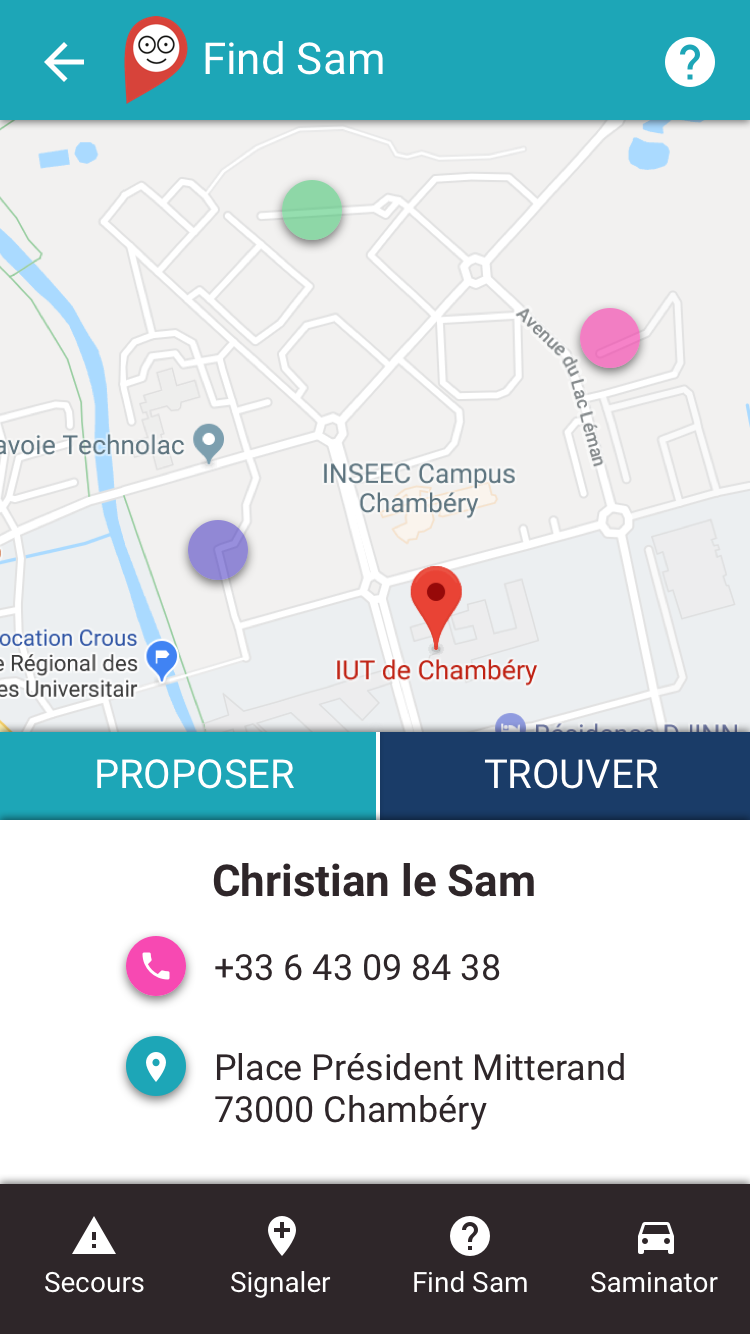 Find Sam
Avenue du Lac Léman
avoie Technolac
INSEEC Campus
Chambéry
ocation Crous
e Régional des
es Universitair
IUT de Chambéry
PROPOSER
TROUVER
Christian le Sam
+33 6 43 09 84 38
Place Président Mitterand
73000 Chambéry
Secours
Signaler
Find Sam
Saminator